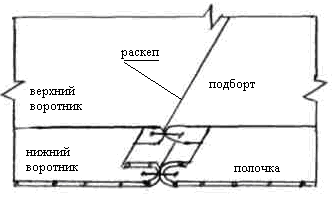 раскеп
верхний
воротник
подборт
нижний
воротник
полочка